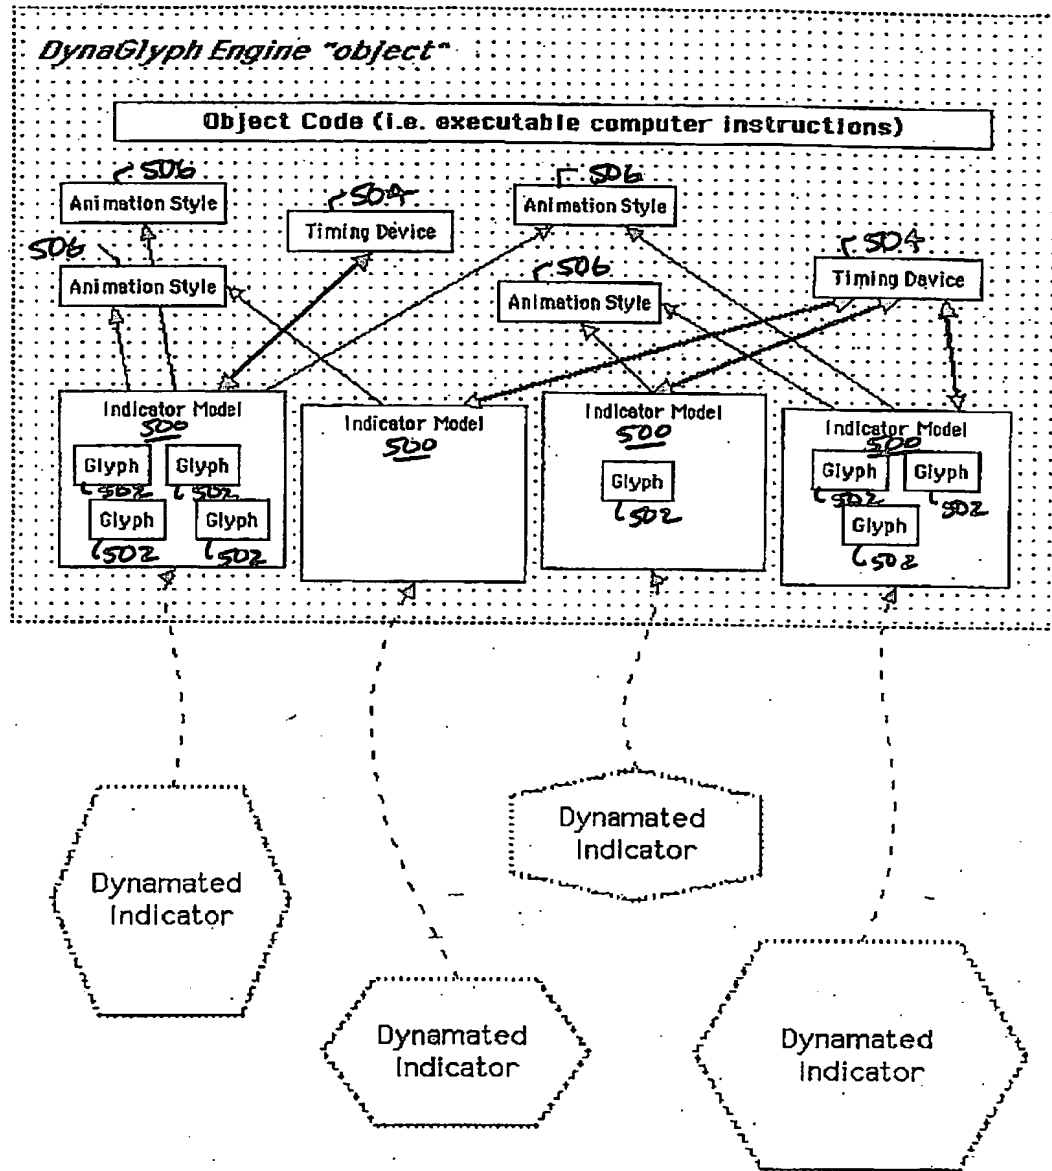 DynaGlyph Engine "object"
Object Code (i.e. executable computer instructions)
506
Animation Style
504
Timing Device
506
Animation Style
506
Animation Style
506
Animation Style
504
Timing Device
Indicator Model
500
Glyph
502
Glyph
502
Glyph
502
Glyph
502
Indicator Model
500
Indicator Model
500
Glyph
502
Indicator Model
500
Glyph
502
Glyph
502
Glyph
502
Dynamated
Indicator
Dynamated
Indicator
Dynamated
Indicator
Dynamated
Indicator